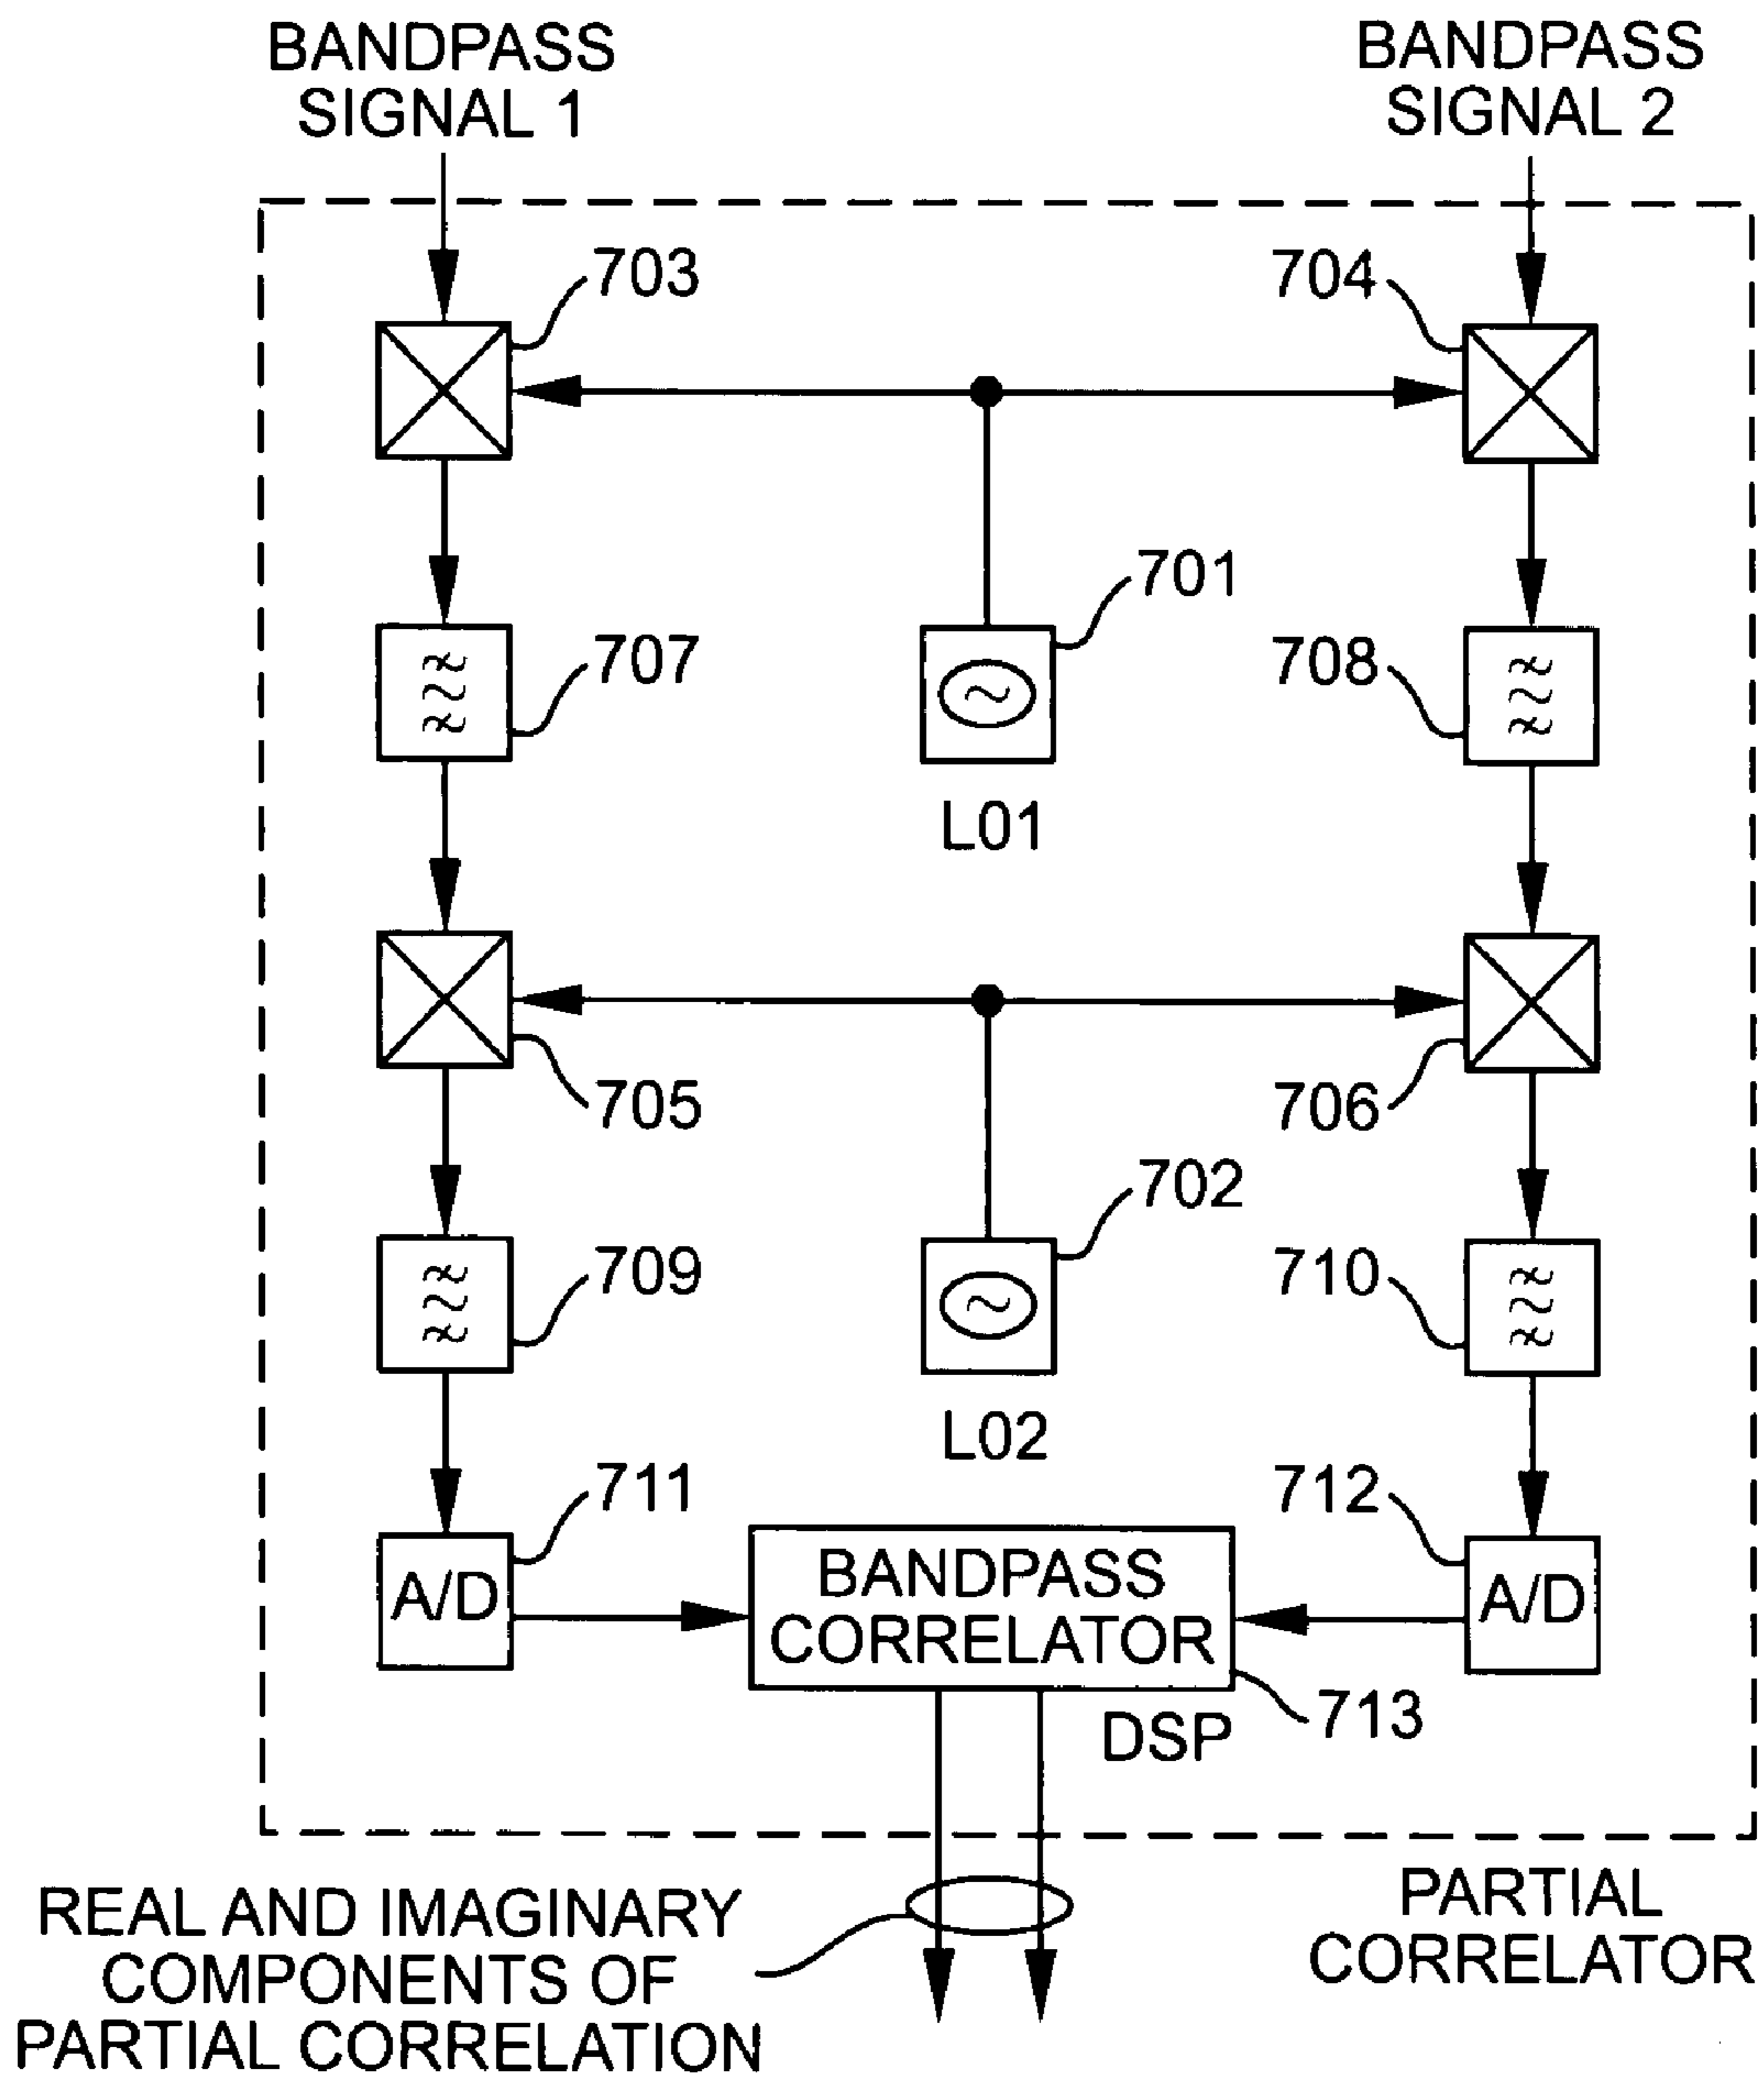 BANDPASS
SIGNAL 1
BANDPASS
SIGNAL 2
703
704
701
707
708
L01
705
706
702
709
710
L02
711
712
A/D
BANDPASS
CORRELATOR
A/D
713
DSP
REAL AND IMAGINARY
COMPONENTS OF
PARTIAL CORRELATION
PARTIAL
CORRELATOR